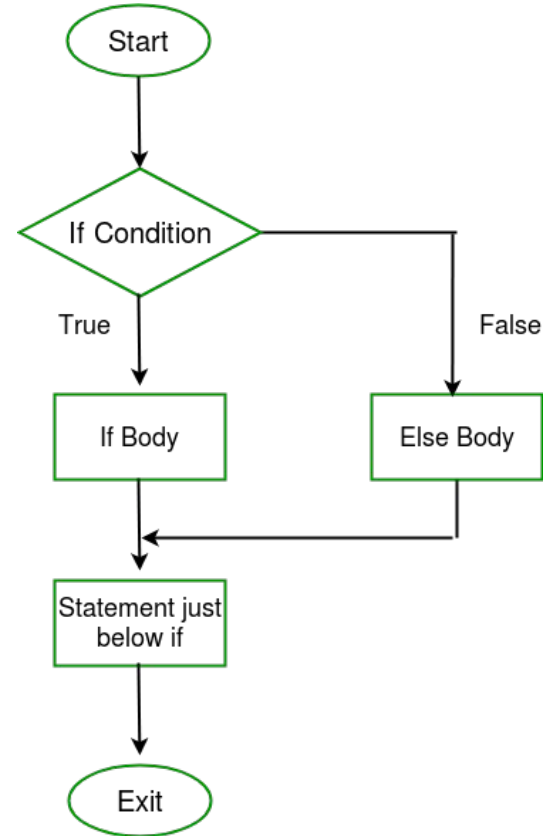 Start
If Condition
True
False
If Body
Else Body
Statement just
below if
Exit